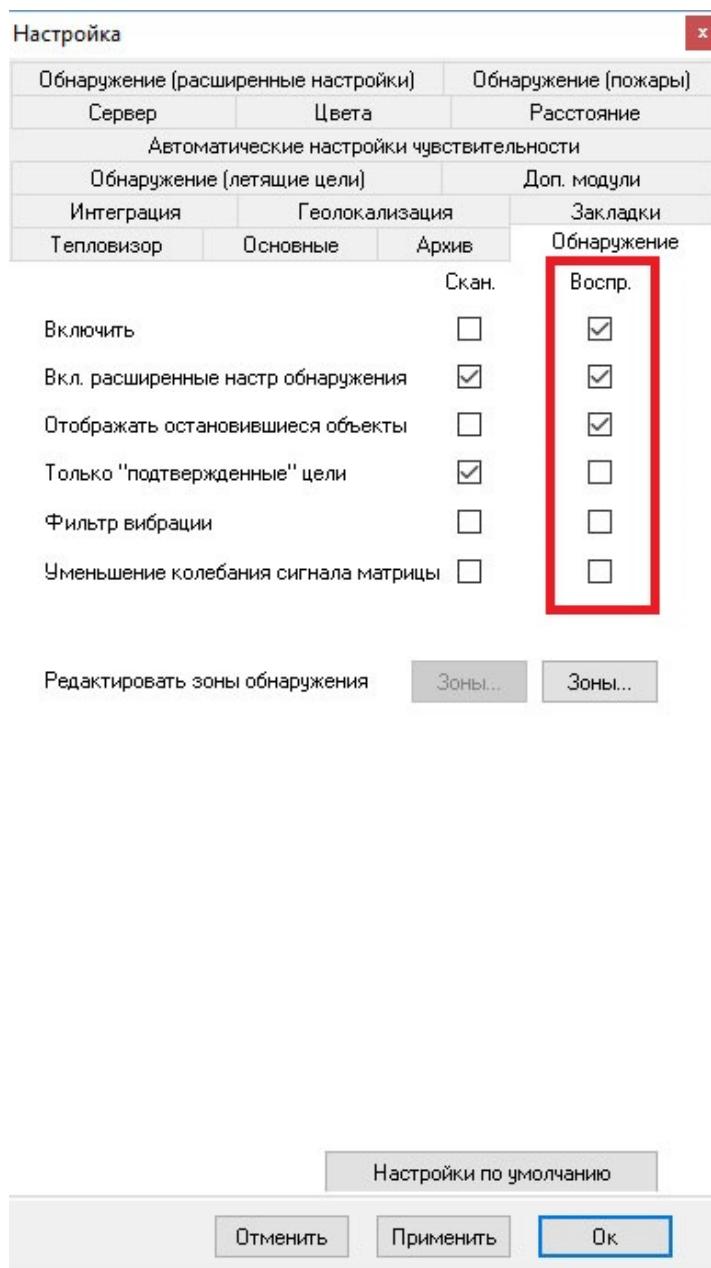 Настройка
x
Обнаружение (расширенные настройки) Обнаружение (пожары)
Сервер Цвета Расстояние
Автоматические настройки чувствительности
Обнаружение (летящие цели) Доп. модули
Интеграция Геолокализация Закладки
Тепловизор Основные Архив Обнаружение
Скан. Воспр.
Включить
Вкл. расширенные настр обнаружения
Отображать остановившиеся объекты
Только "подтвержденные" цели
Фильтр вибрации
Уменьшение колебания сигнала матрицы
Редактировать зоны обнаружения Зоны... Зоны...
Настройки по умолчанию
Отменить Применить Ок